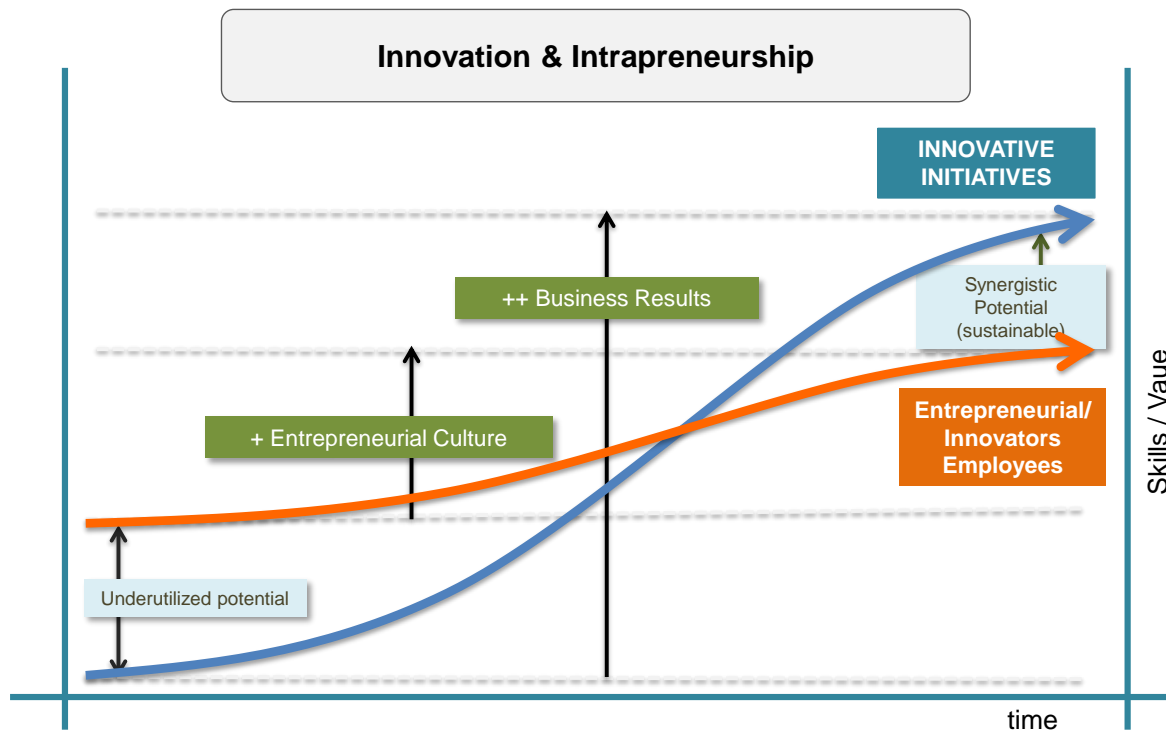 Innovation & Intrapreneurship
INNOVATIVE
INITIATIVES
++ Business Results
Synergistic
Potential
(sustainable)
+ Entrepreneurial Culture
Entrepreneurial/
Innovators
Employees
Skills / Vaue
Underutilized potential
time